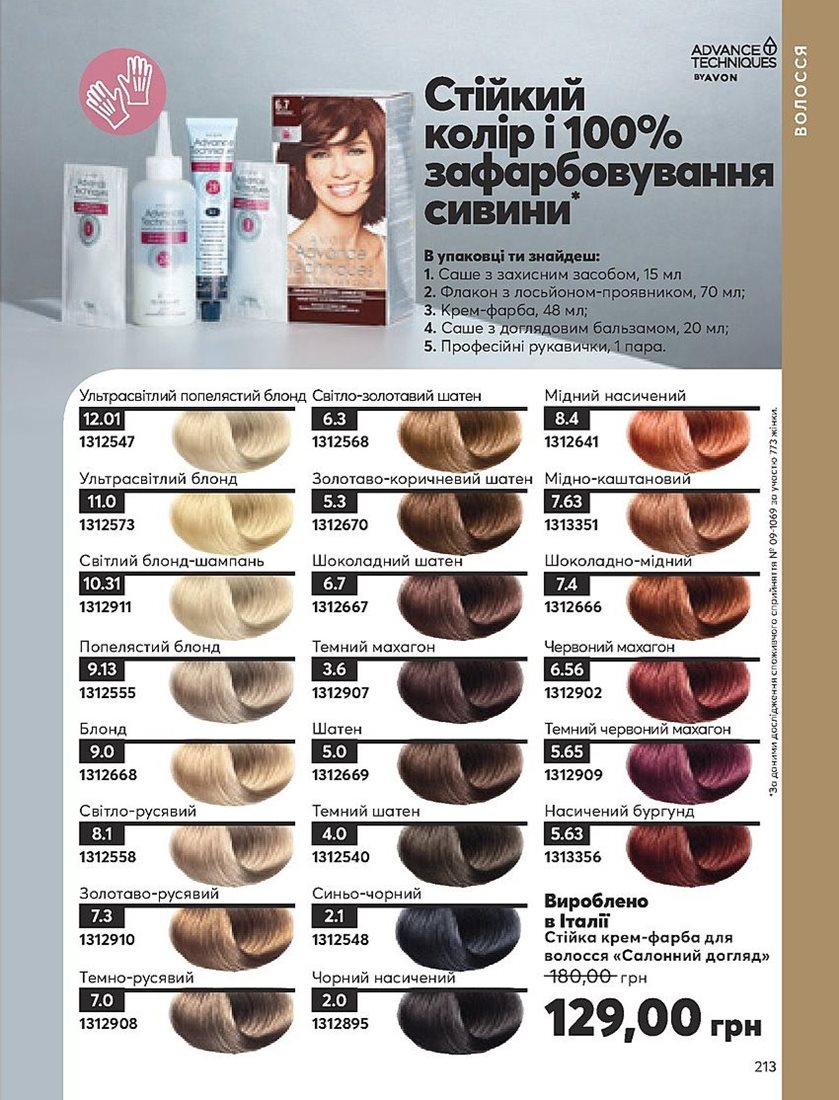 ADVANCE
TECHNIQUES
BY AVON
ВОЛОССЯ
Стійкий
колір і 100%
зафарбовування
сивини*
6.7
Advance
Techniques
В упаковці ти знайдеш:
1. Саше з захисним засобом, 15 мл
2. Флакон з лосьйоном-проявником, 70 мл;
3. Крем-фарба, 48 мл;
4. Саше з доглядовим бальзамом, 20 мл;
5. Професійні рукавички, 1 пара.
Ультрасвітлий попелястий блонд
12.01
1312547
Ультрасвітлий блонд
11.0
1312573
Світлий блонд-шампань
10.31
1312911
Попелястий блонд
9.13
1312555
Блонд
9.0
1312668
Світло-русявий
8.1
1312558
Золотаво-русявий
7.3
1312910
Темно-русявий
7.0
1312908
Світло-золотавий шатен
6.3
1312568
Золотаво-коричневий шатен
5.3
1312670
Шоколадний шатен
6.7
1312667
Темний махагон
3.6
1312907
Шатен
5.0
1312669
Темний шатен
4.0
1312540
Синьо-чорний
2.1
1312548
Чорний насичений
2.0
1312895
Мідний насичений
8.4
1312641
Мідно-каштановий
7.63
1313351
Шоколадно-мідний
7.4
1312666
Червоний махагон
6.56
1312902
Темний червоний махагон
5.65
1312909
Насичений бургунд
5.63
1313356
Вироблено
в Італії
Стійка крем-фарба для
волосся «Салонний догляд»
180,00 грн
129,00 грн
*За даними дослідження споживчого сприйняття № 09-1069 за участю 773 жінки.
213